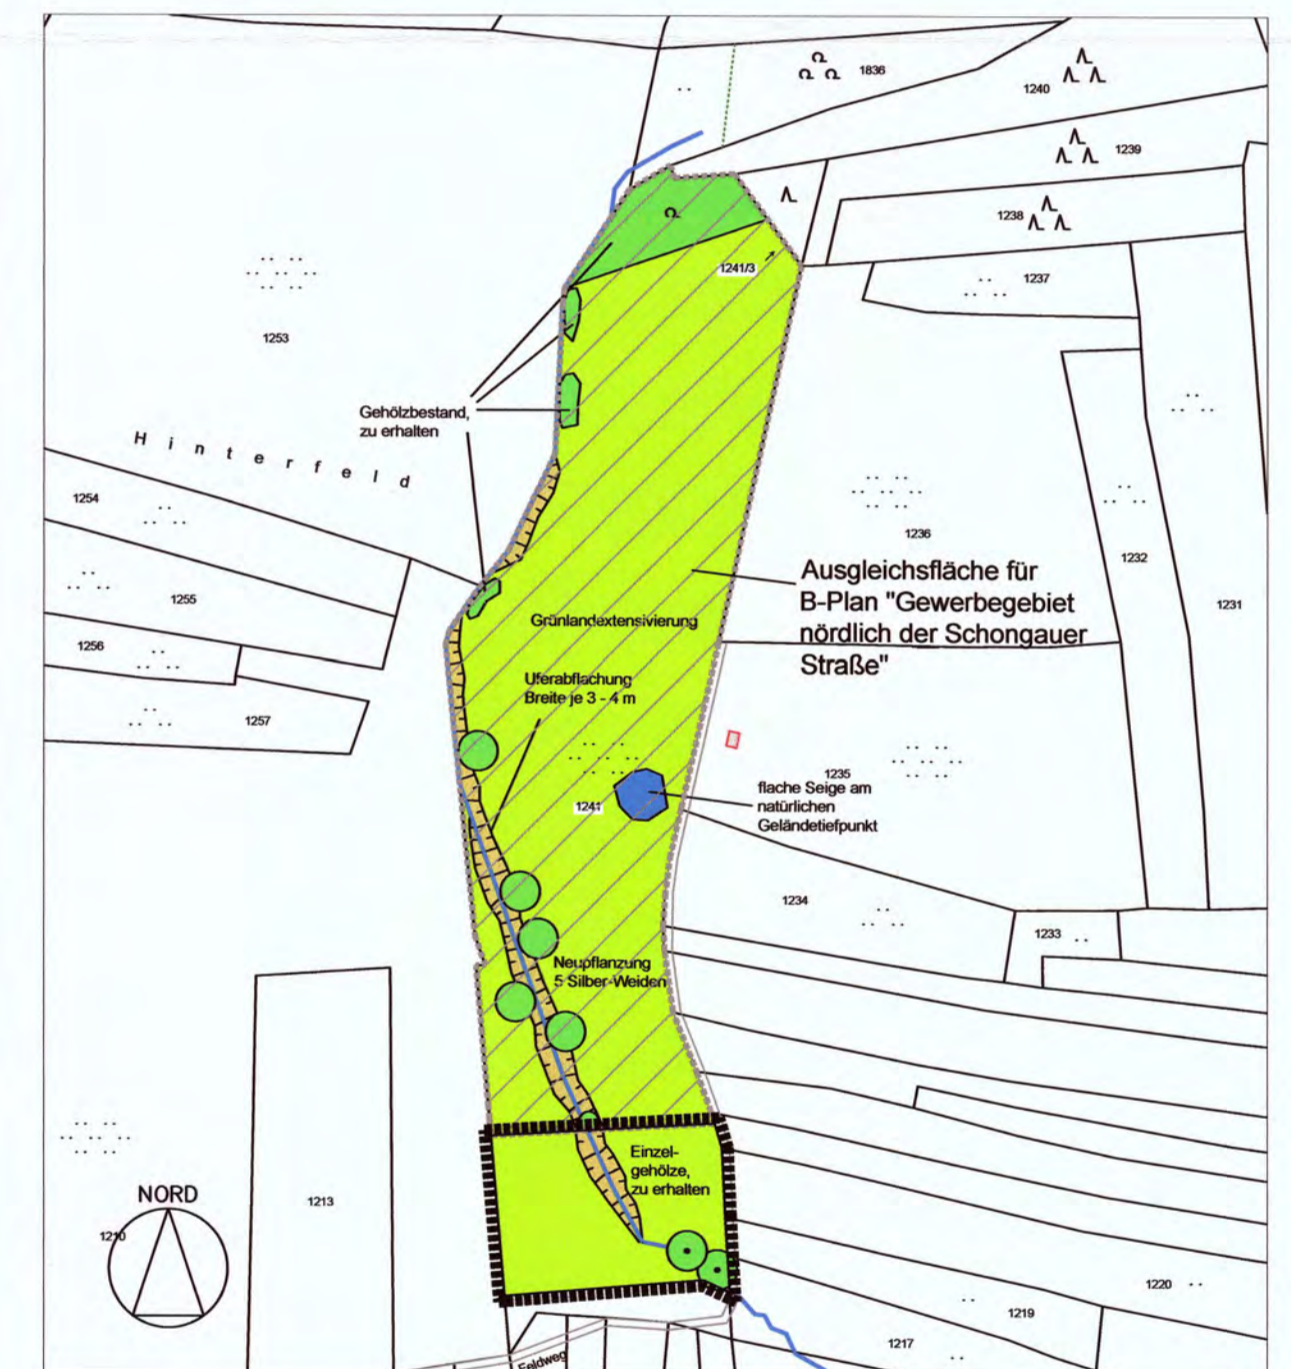 1836
1240
1239
1238
1241/3
1237
1253
Gehölzbestand,
zu erhalten
Hinterfeld
1254
1236
1232
1255
1231
Ausgleichsfläche für
B-Plan "Gewerbegebiet
nördlich der Schongauer
Straße"
Grünlandextensivierung
1256
Uferabflachung
Breite je 3 - 4 m
1257
1235
flache Seige am
natürlichen
Geländetiefpunkt
1241
1234
1233
Neupflanzung
5 Silber-Weiden
Einzel-
gehölze,
zu erhalten
NORD
1210
1213
1220
1219
1217
Feldweg